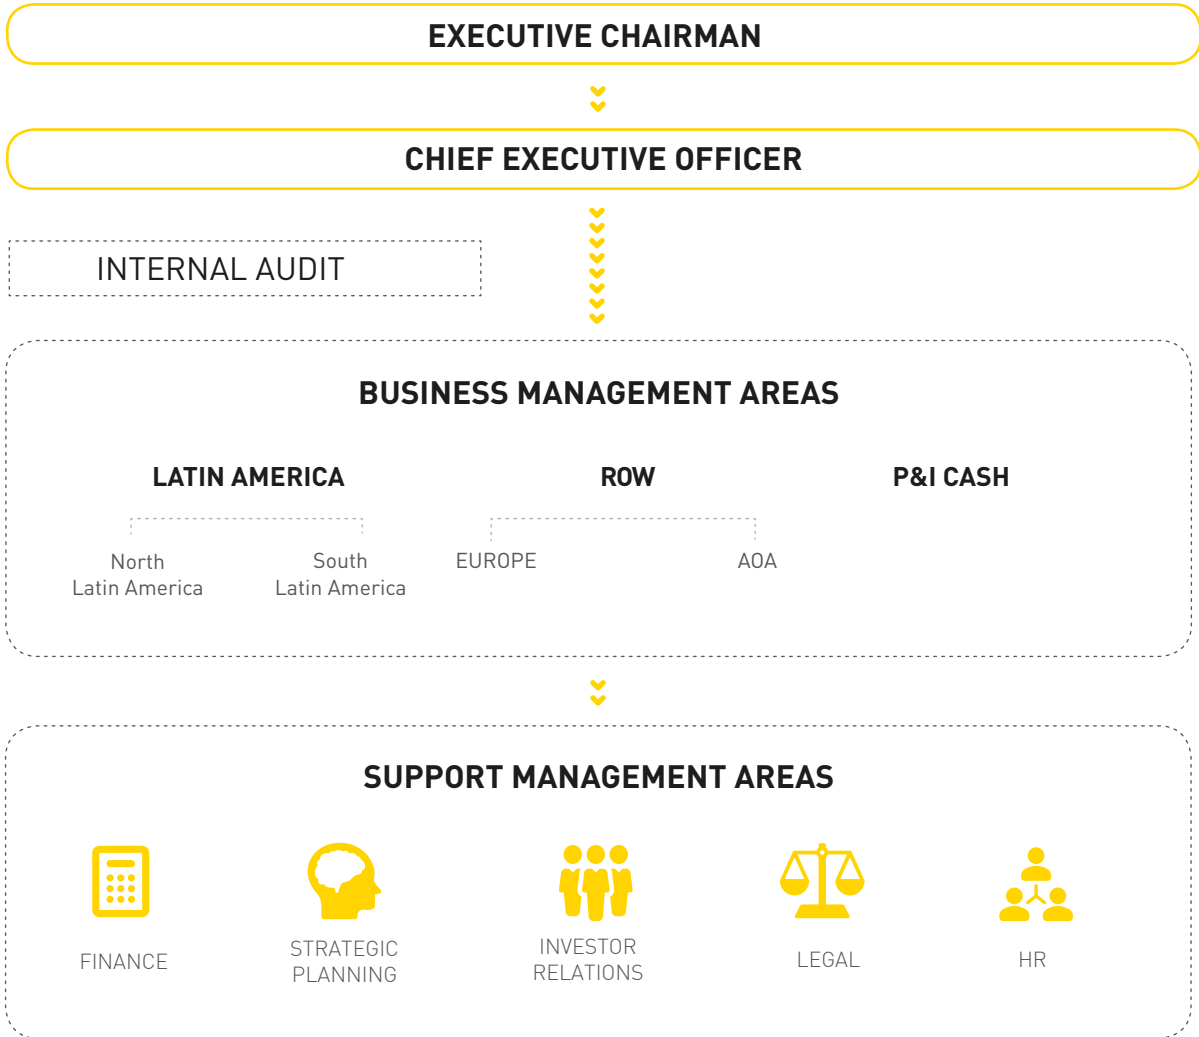 EXECUTIVE CHAIRMAN
CHIEF EXECUTIVE OFFICER
INTERNAL AUDIT
BUSINESS MANAGEMENT AREAS
LATIN AMERICA
ROW
P&I CASH
North
Latin America
South
Latin America
EUROPE
AOA
SUPPORT MANAGEMENT AREAS
FINANCE
STRATEGIC
PLANNING
INVESTOR
RELATIONS
LEGAL
HR